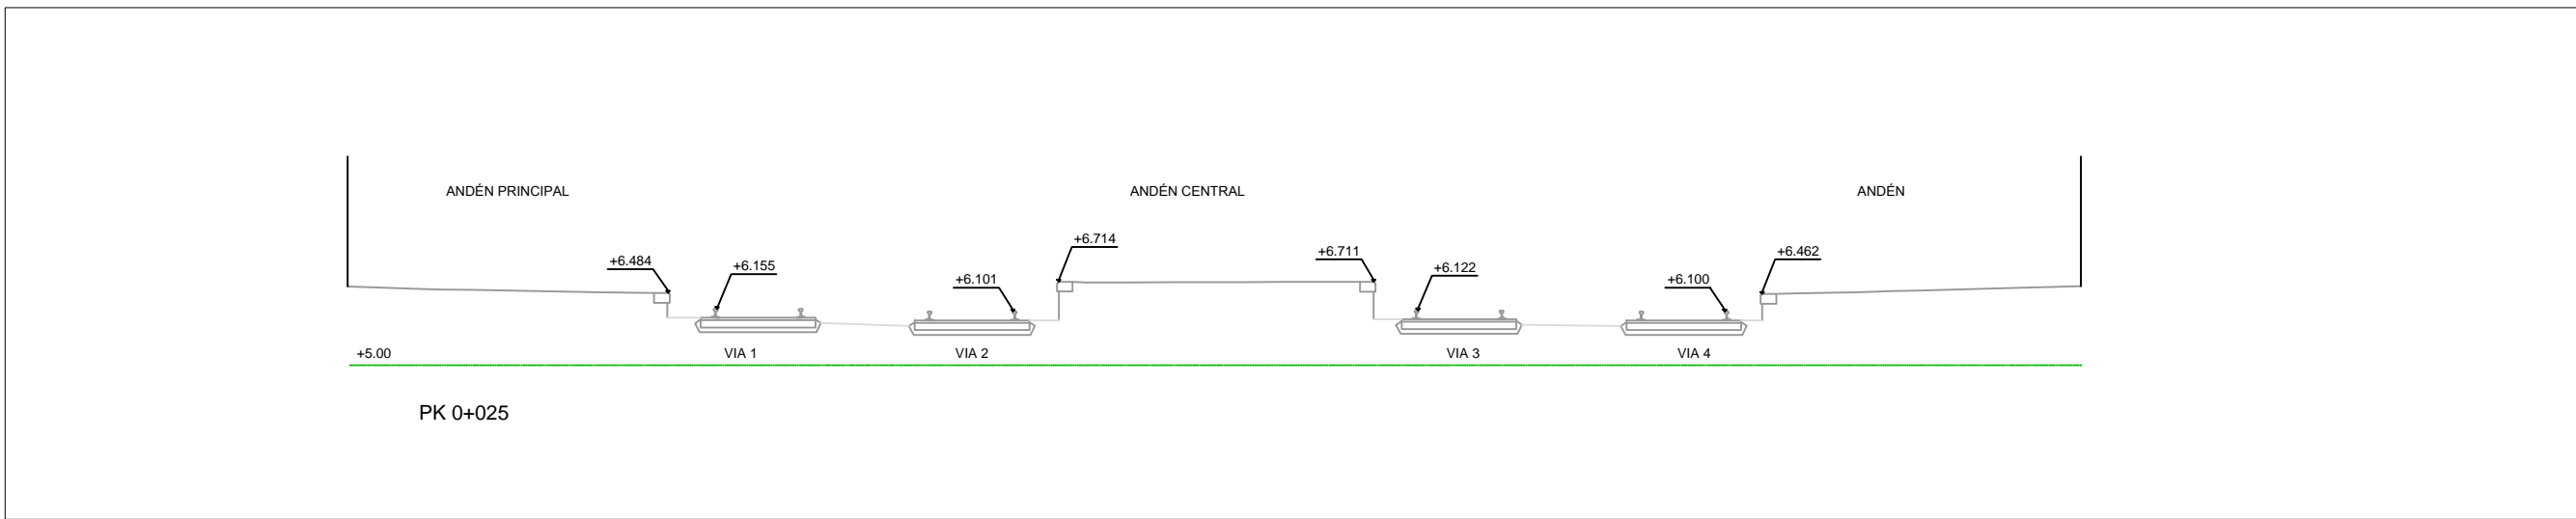 ANDÉN PRINCIPAL
ANDÉN CENTRAL
ANDÉN
+6.484
+6.155
+6.101
+6.714
+6.711
+6.122
+6.100
+6.462
+5.00
VIA 1
VIA 2
VIA 3
VIA 4
PK 0+025